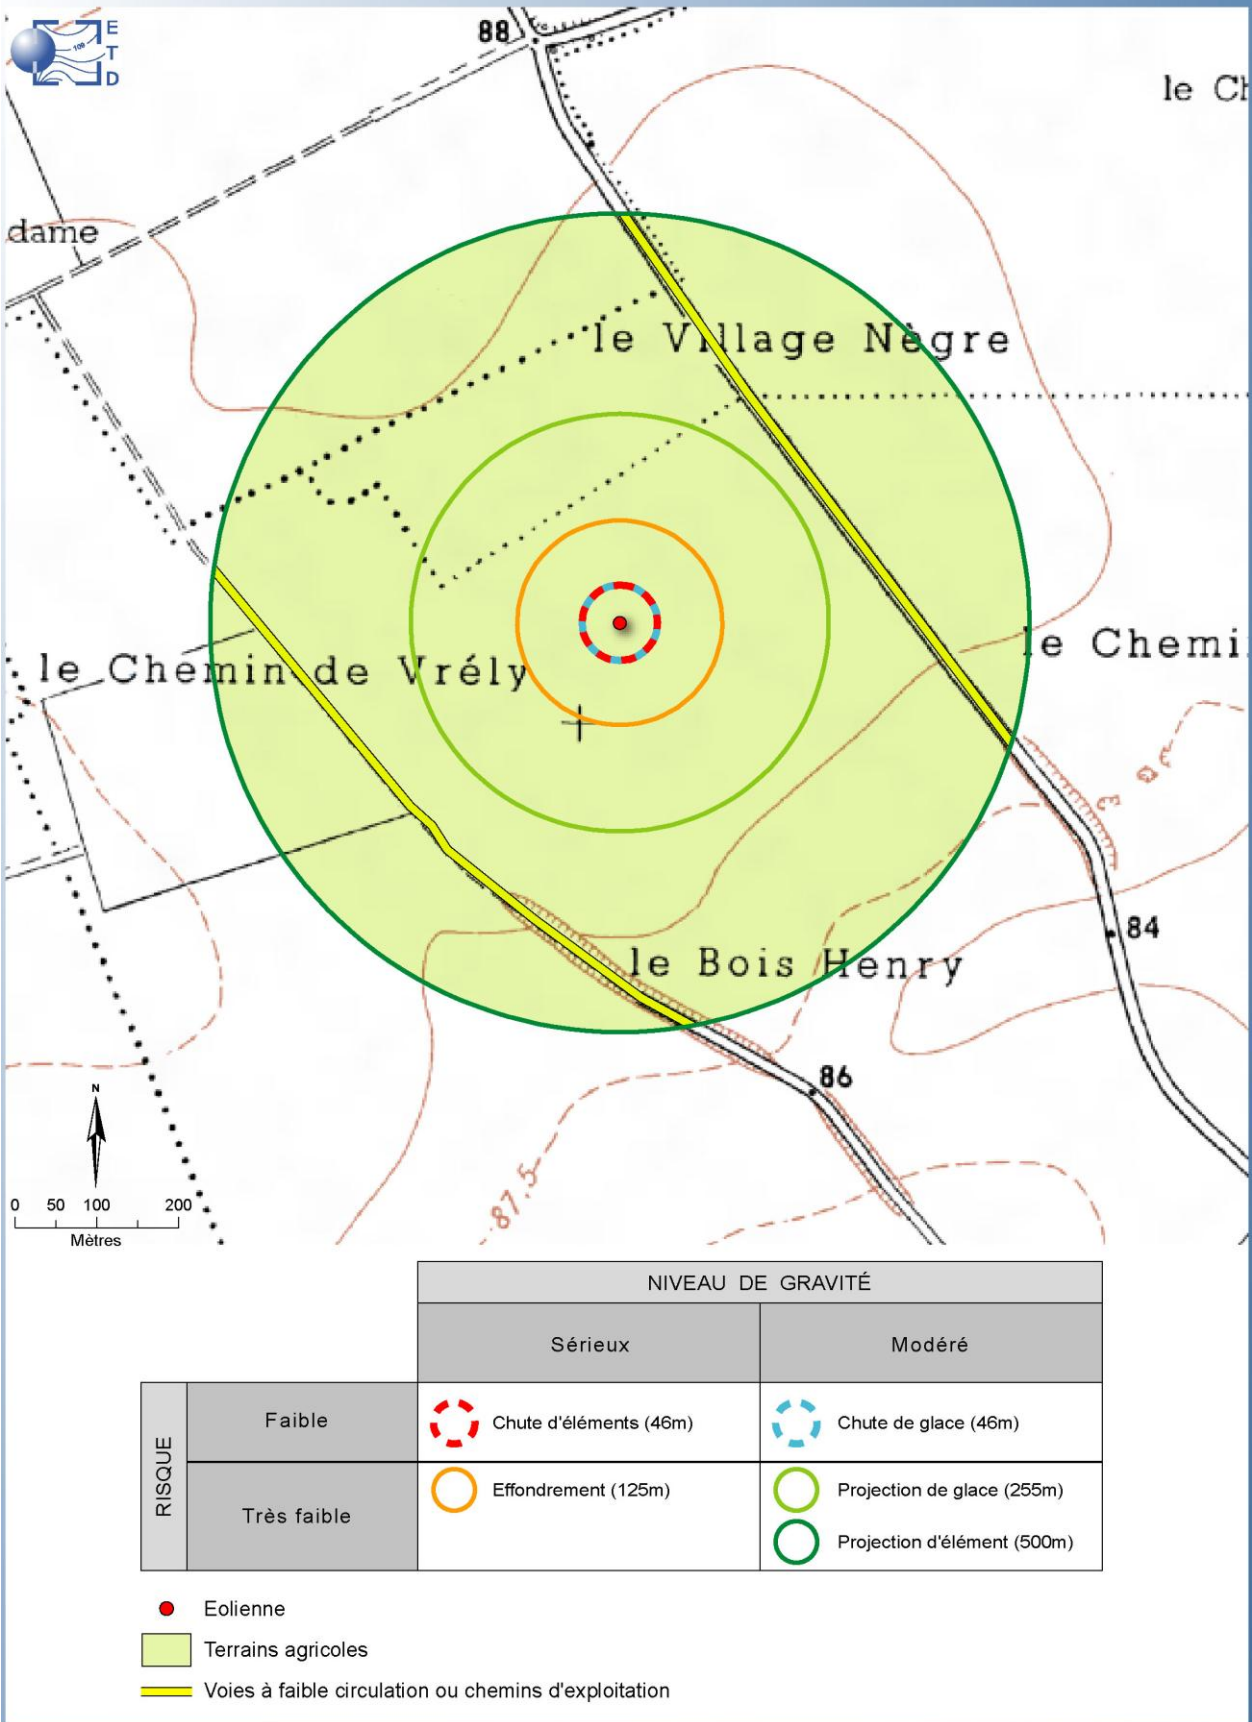 E
T
D
100
88
le Ch
dame
le Village Nègre
le Chemin de Vrély
le Chemi
84
le Bois Henry
86
87,5
N
0 50 100 200
Mètres
NIVEAU DE GRAVITÉ
Sérieux Modéré
RISQUE
Faible
Chute d'éléments (46m)
Chute de glace (46m)
Très faible
Effondrement (125m)
Projection de glace (255m)
Projection d'élément (500m)
Eolienne
Terrains agricoles
Voies à faible circulation ou chemins d'exploitation